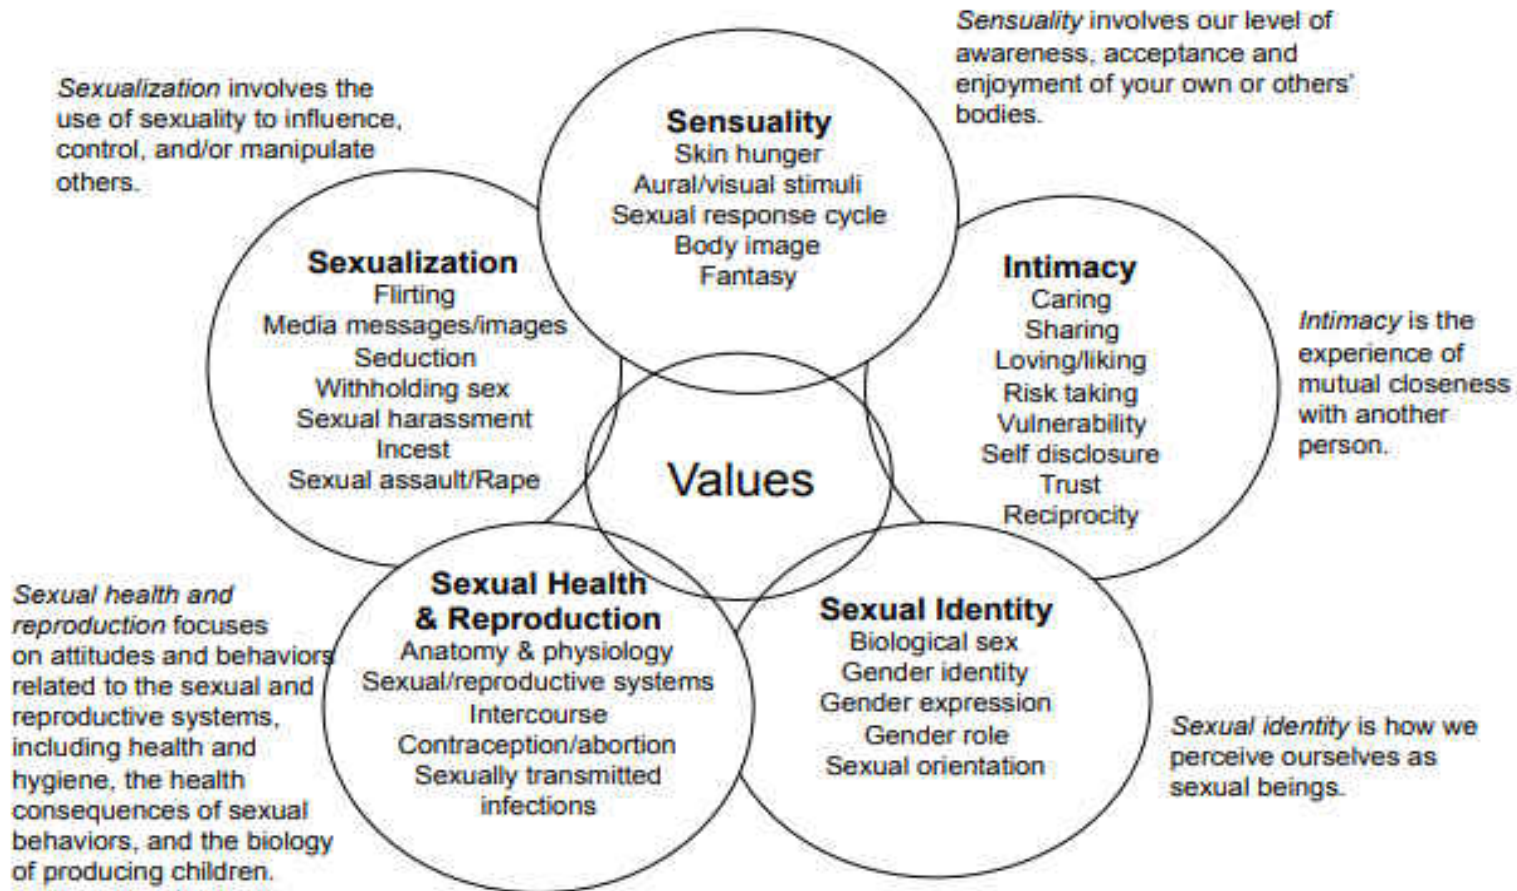 Sensuality involves our level of
awareness, acceptance and
enjoyment of your own or others'
bodies.
Sexualization involves the
use of sexuality to influence,
control, and/or manipulate
others.
Sensuality
Skin hunger
Aural/visual stimuli
Sexual response cycle
Body image
Fantasy
Sexualization
Flirting
Media messages/images
Seduction
Withholding sex
Sexual harassment
Incest
Sexual assault/Rape
Intimacy
Caring
Sharing
Loving/liking
Risk taking
Vulnerability
Self disclosure
Trust
Reciprocity
Intimacy is the
experience of
mutual closeness
with another
person.
Values
Sexual health and
reproduction focuses
on attitudes and behaviors
related to the sexual and
reproductive systems,
including health and
hygiene, the health
consequences of sexual
behaviors, and the biology
of producing children.
Sexual Health
& Reproduction
Anatomy & physiology
Sexual/reproductive systems
Intercourse
Contraception/abortion
Sexually transmitted
infections
Sexual Identity
Biological sex
Gender identity
Gender expression
Gender role
Sexual orientation
Sexual identity is how we
perceive ourselves as
sexual beings.